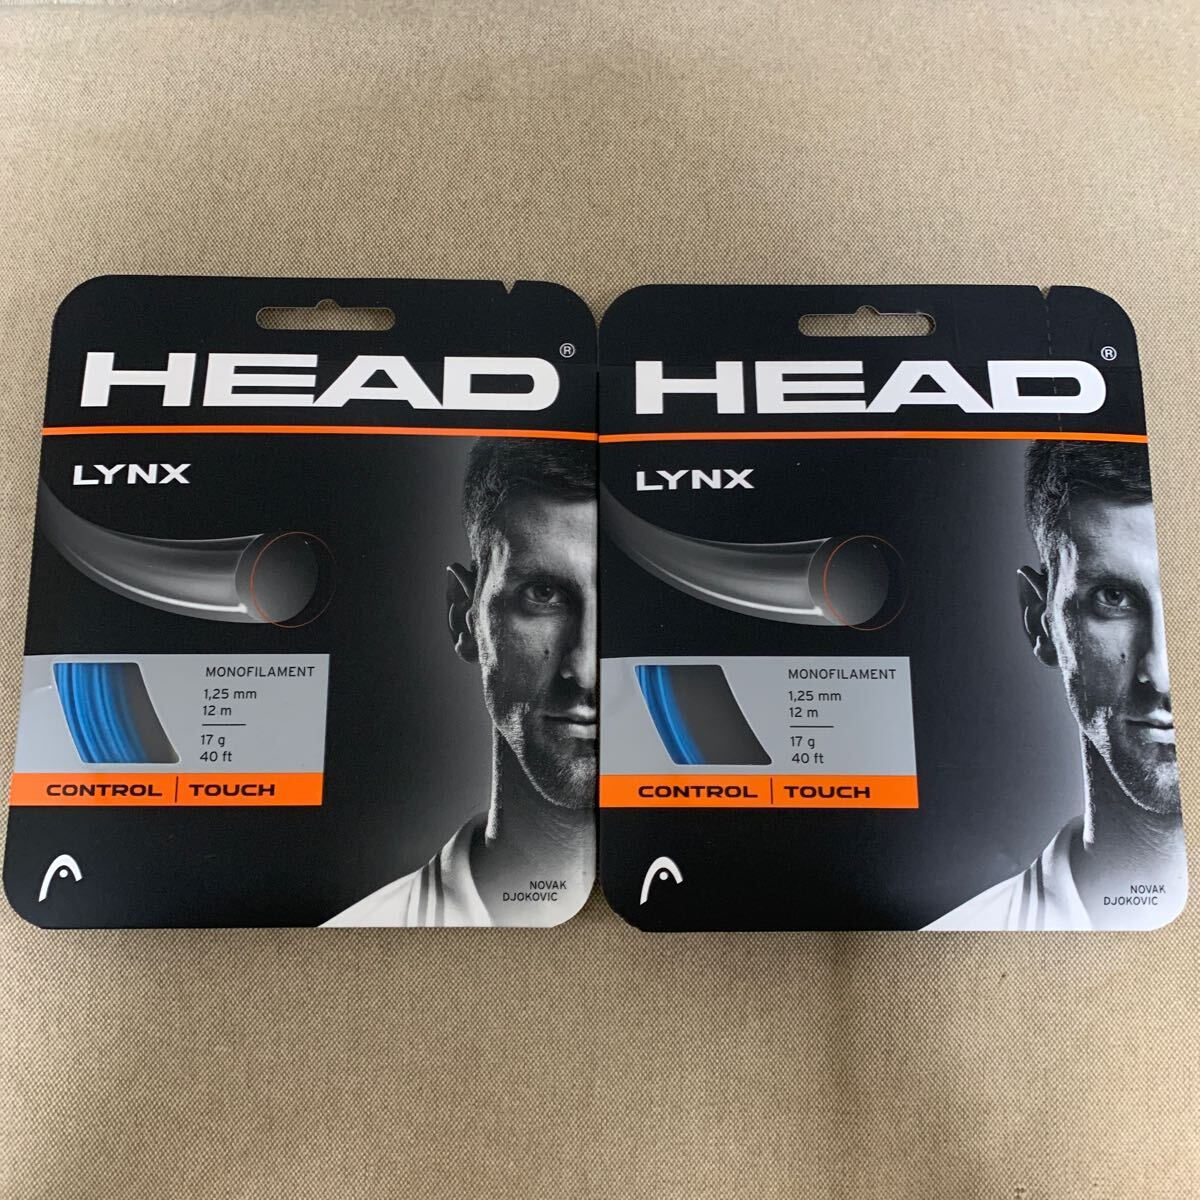 HEAD®
LYNX
MONOFILAMENT
1,25 mm
12 m
17 g
40 ft
CONTROL | TOUCH
NOVAK
DJOKOVIC
HEAD®
LYNX
MONOFILAMENT
1,25 mm
12 m
17 g
40 ft
CONTROL | TOUCH
NOVAK
DJOKOVIC